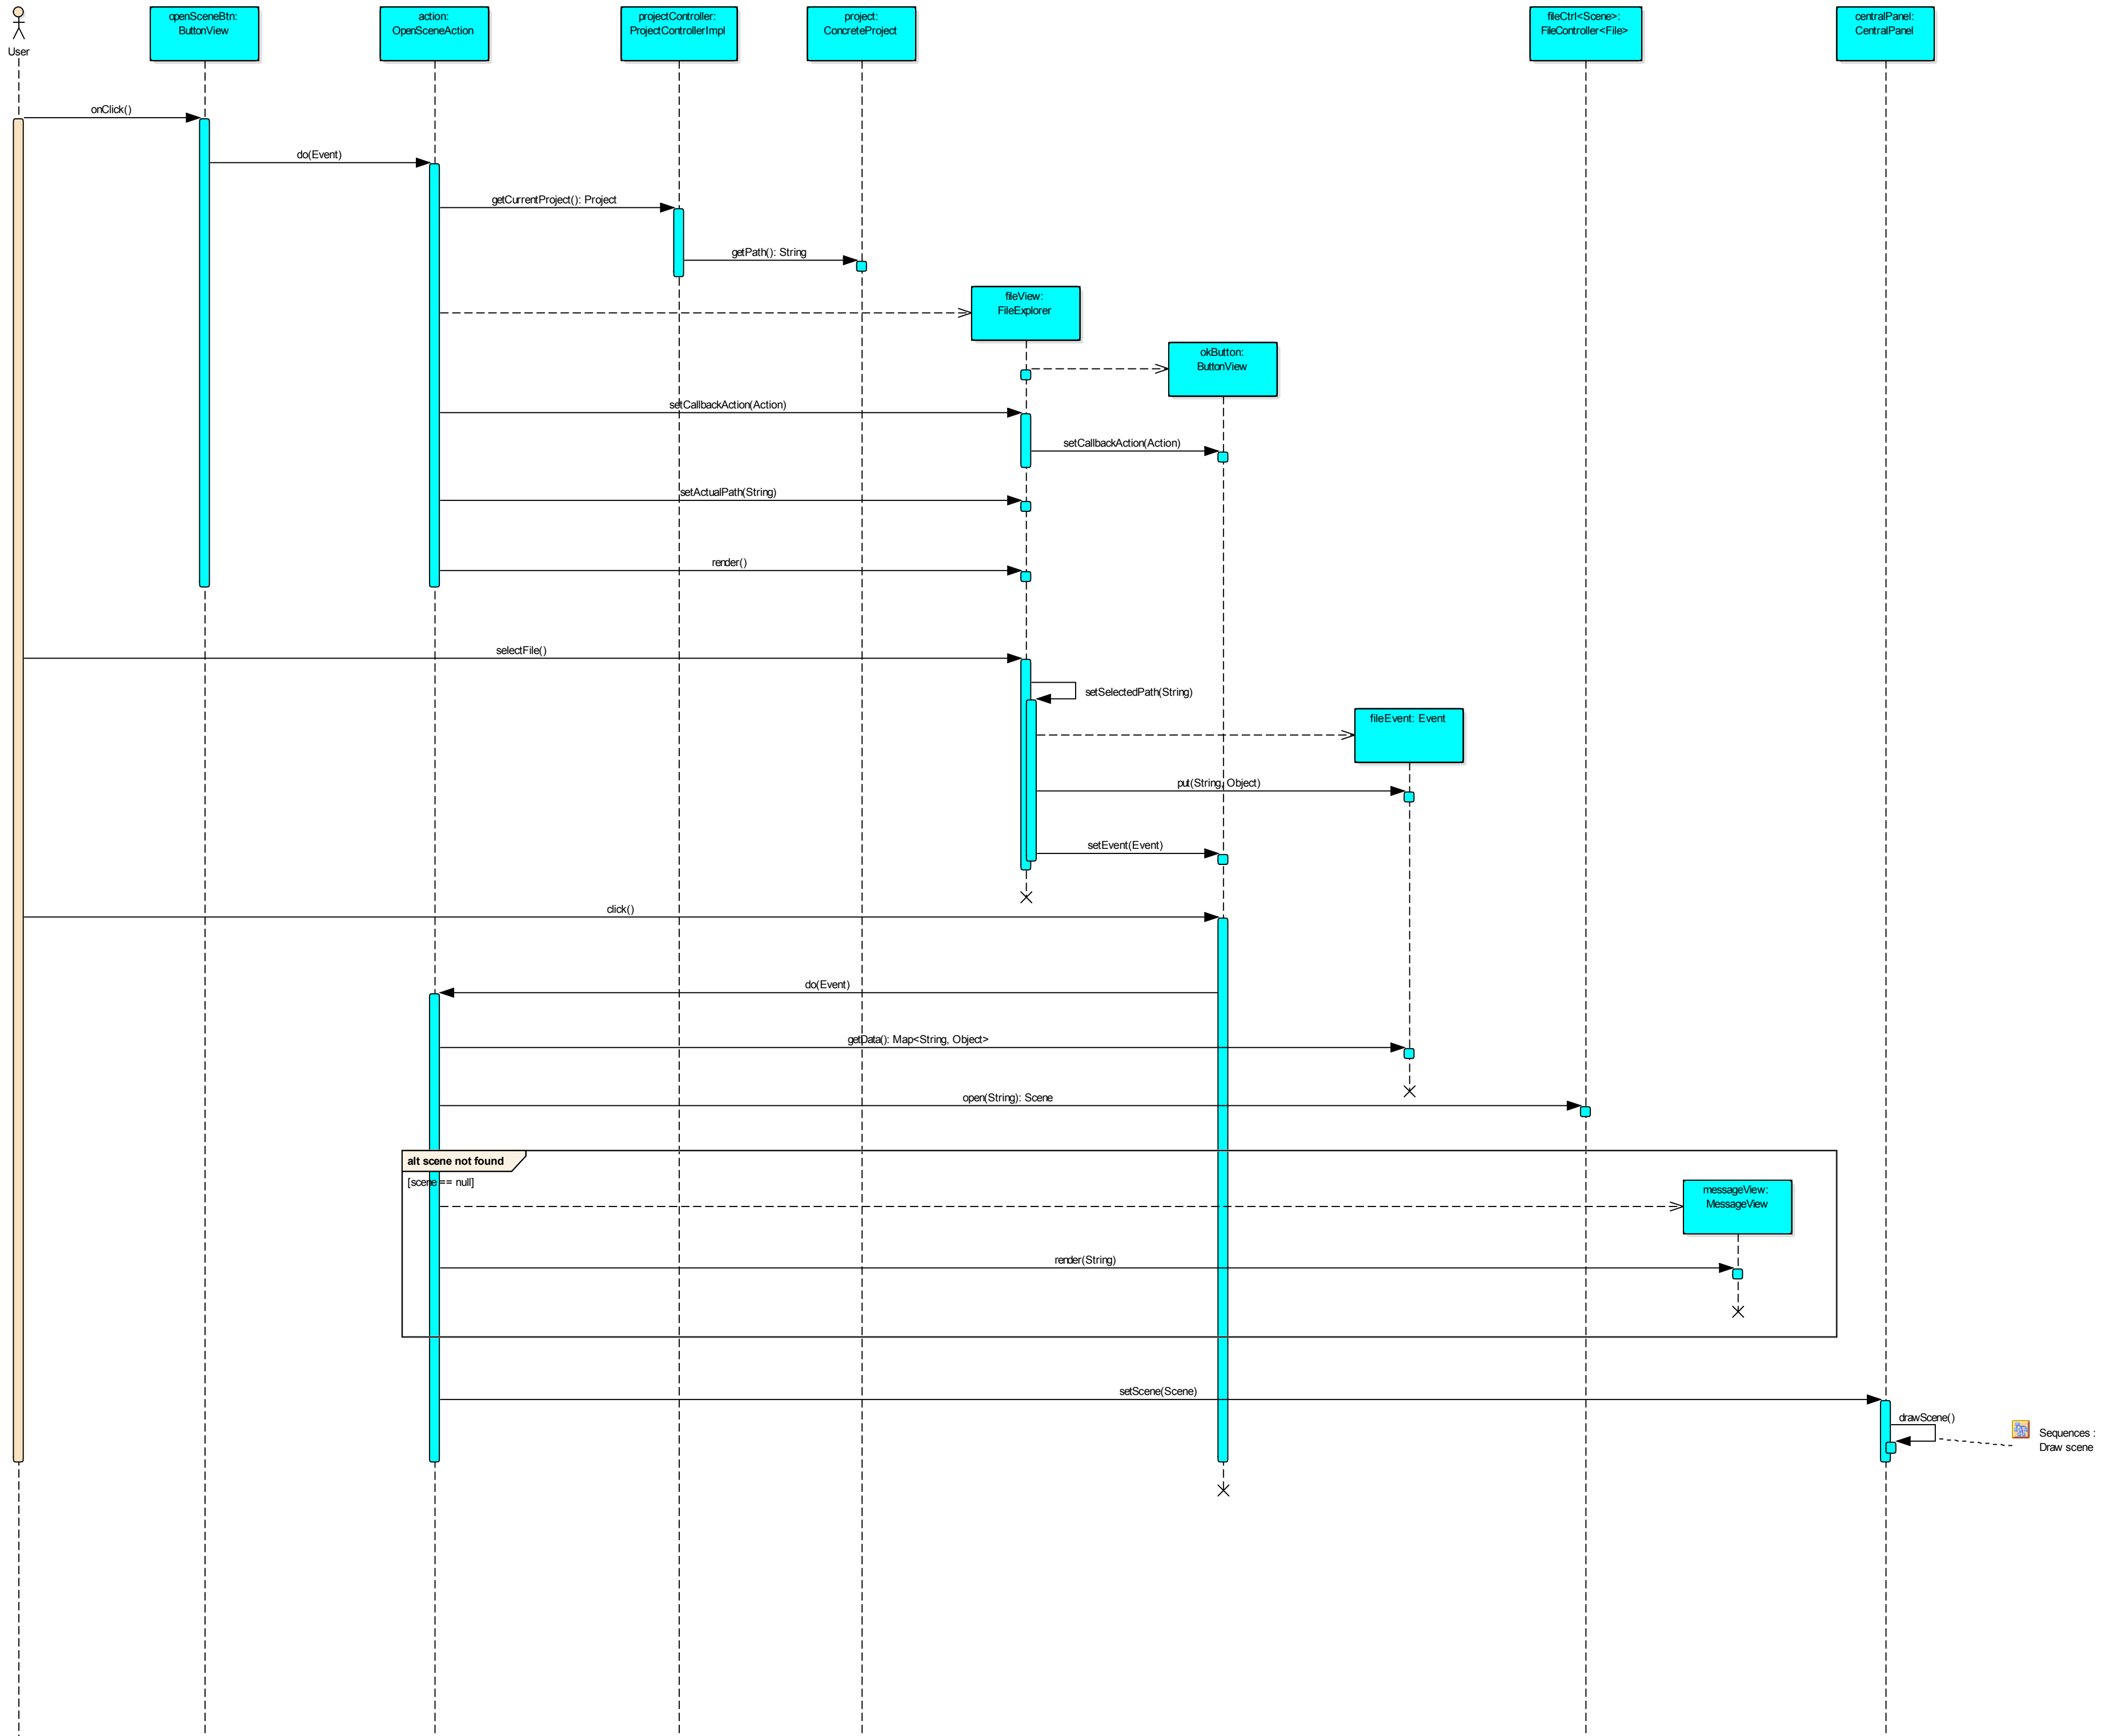 User
openSceneBtn:
ButtonView
action:
OpenSceneAction
projectController:
ProjectControllerImpl
project:
ConcreteProject
fileCtrl<Scene>:
FileController<File>
centralPanel:
CentralPanel
onClick()
do(Event)
getCurrentProject(): Project
getPath(): String
fileView:
FileExplorer
okButton:
ButtonView
setCallbackAction(Action)
setCallbackAction(Action)
setActualPath(String)
render()
selectFile()
setSelectedPath(String)
fileEvent: Event
put(String, Object)
setEvent(Event)
click()
do(Event)
getData(): Map<String, Object>
open(String): Scene
alt scene not found
[scene == null]
messageView:
MessageView
render(String)
setScene(Scene)
drawScene()
Sequences :
Draw scene